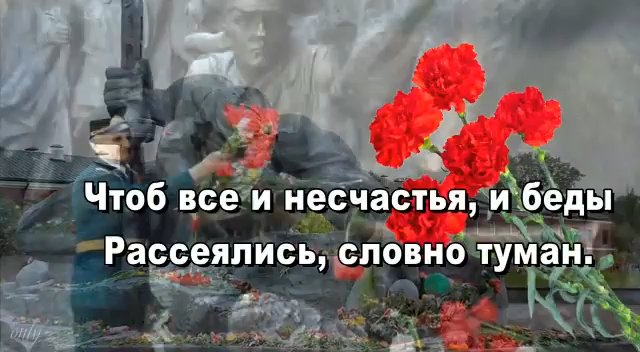 Чтоб все и несчастья, и беды
Рассеялись, словно туман.